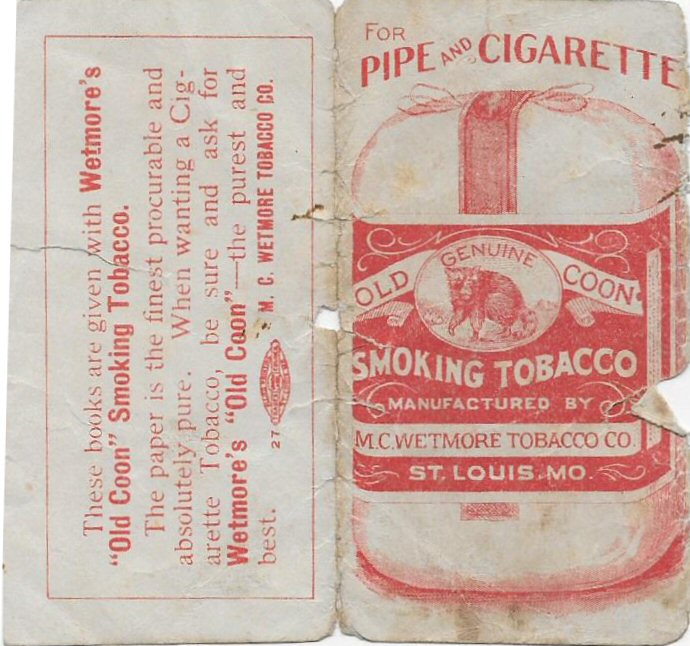 These books are given with Wetmore's
"Old Coon" Smoking Tobacco.
The paper is the finest procurable and
absolutely pure. When wanting a Cig-
arette Tobacco, be sure and ask for
Wetmore's "Old Coon"—the purest and
best.
M. C. WETMORE TOBACCO CO.
27
FOR
PIPE AND CIGARETTE
GENUINE
OLD COON
SMOKING TOBACCO
MANUFACTURED BY
M.C. WETMORE TOBACCO CO.
ST. LOUIS, MO.